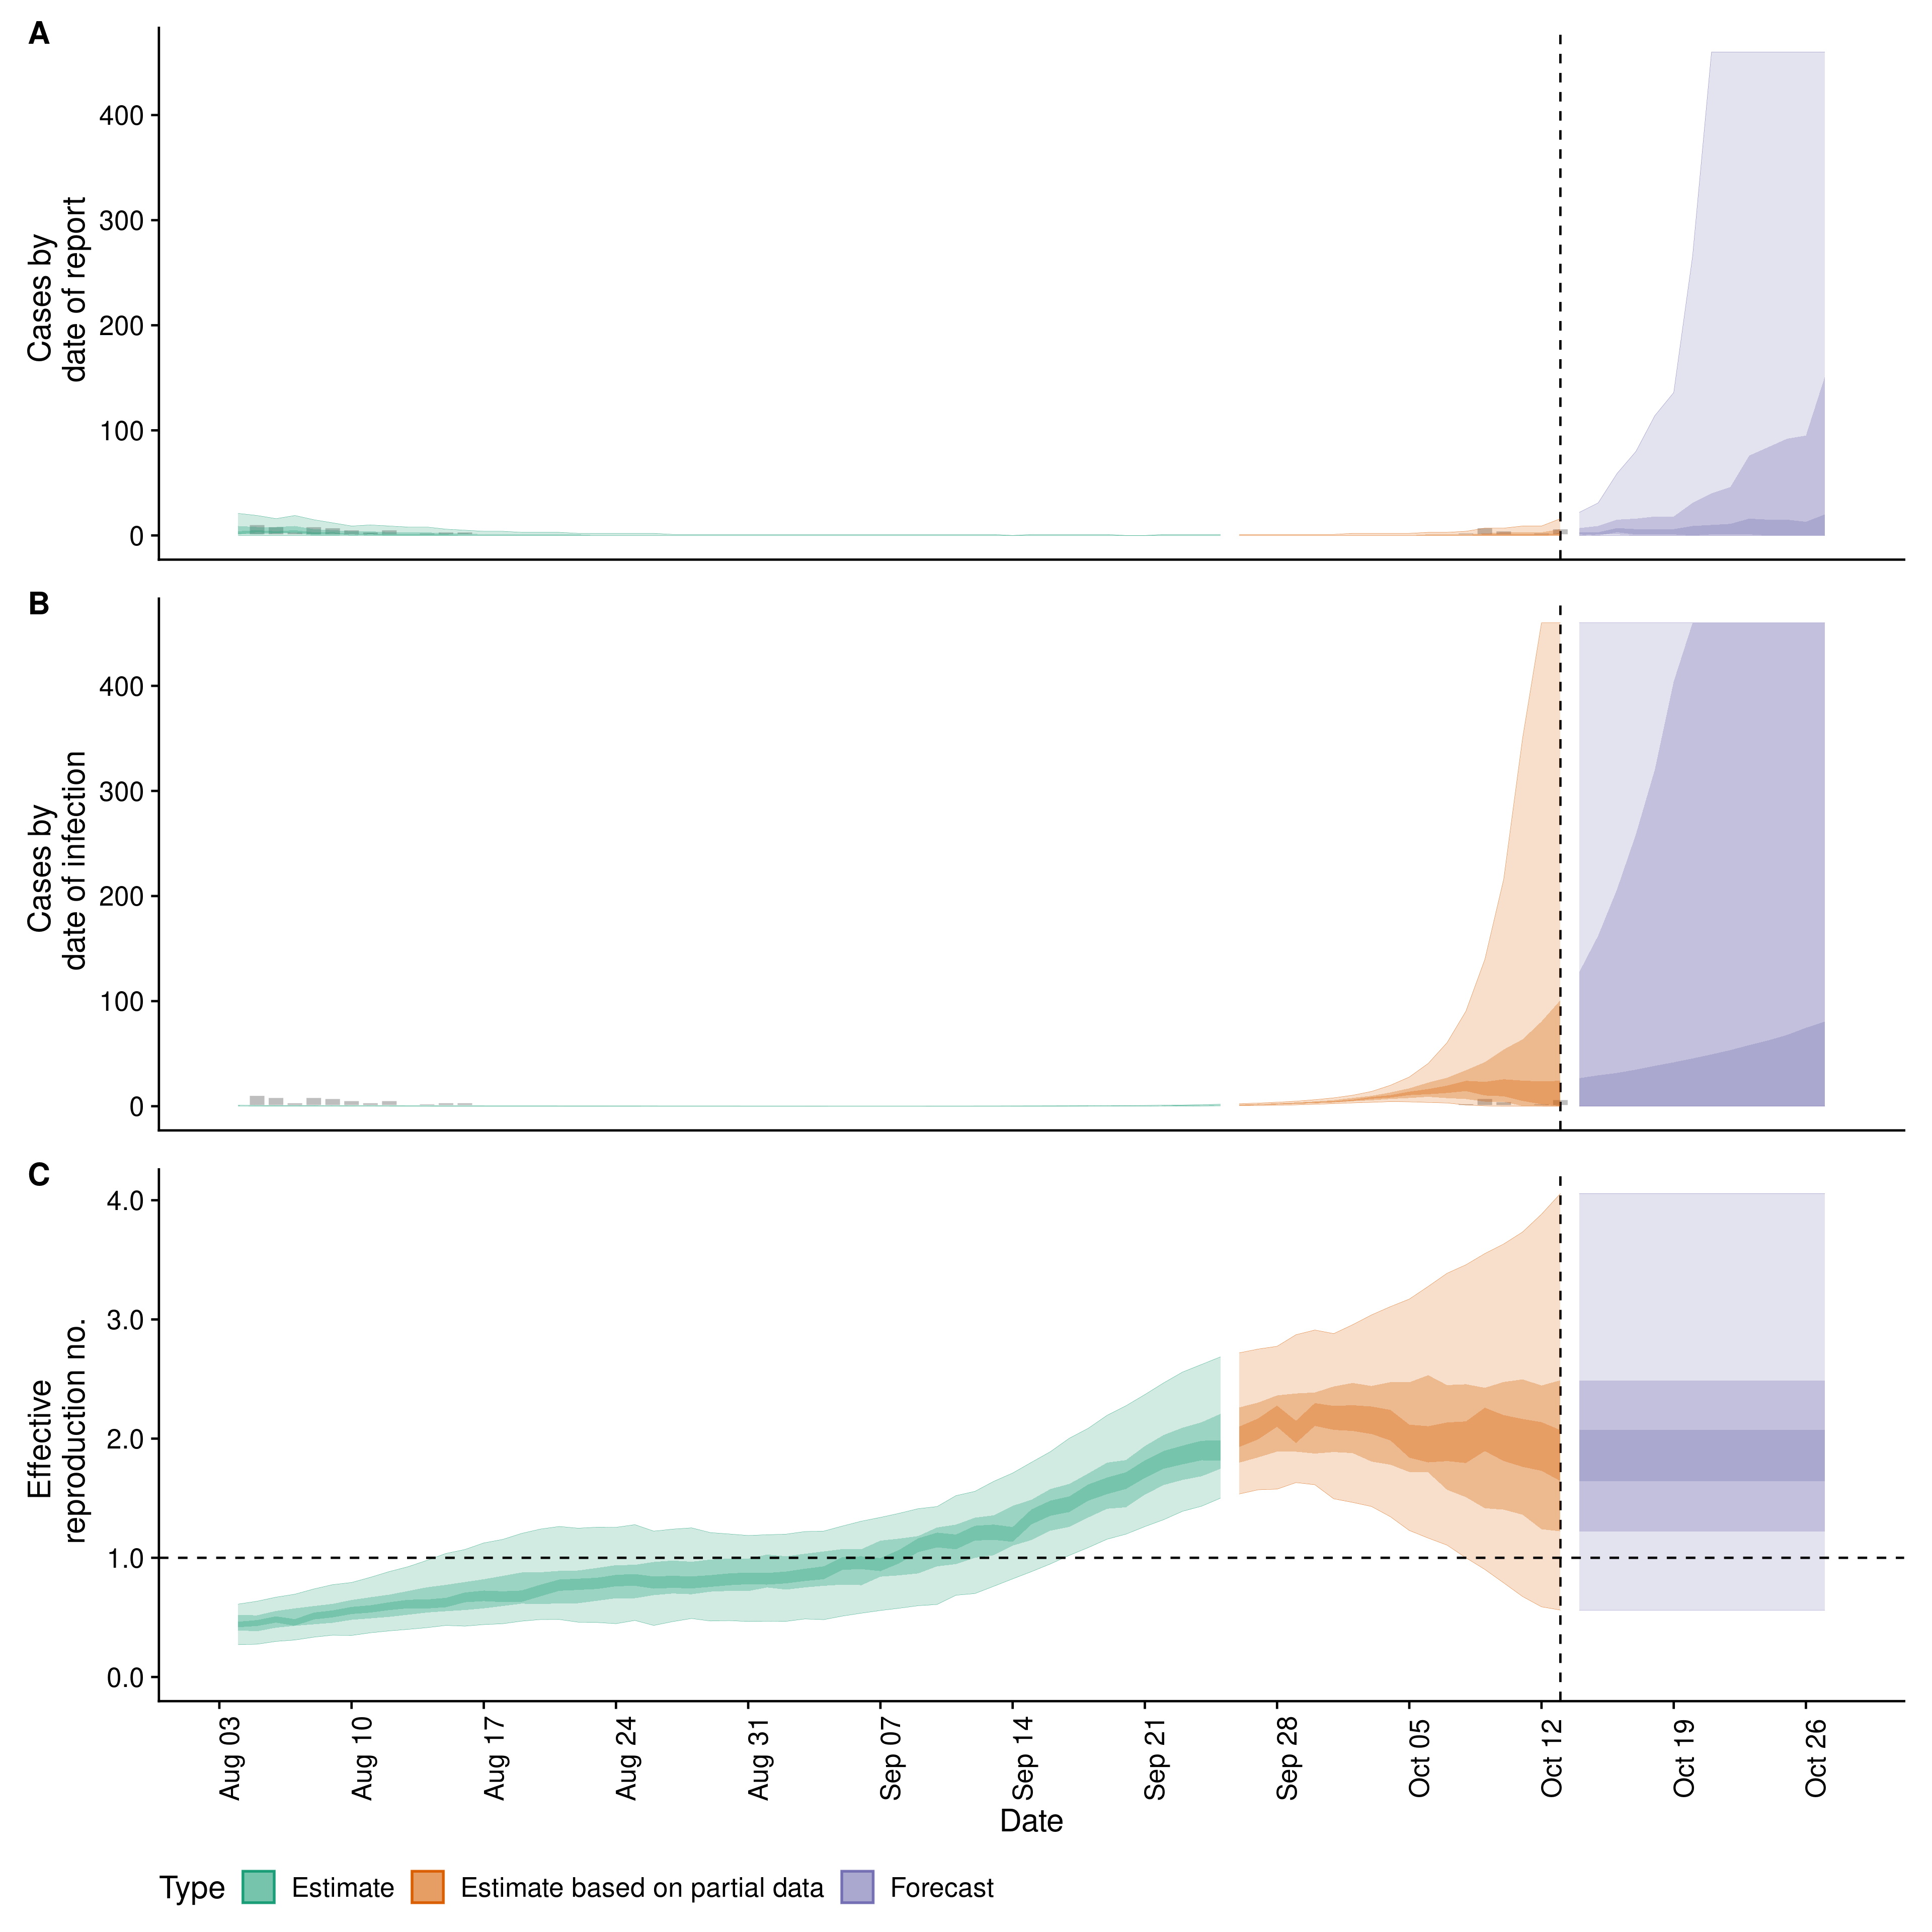 A
Cases by
date of report
400
300
200
100
0
B
Cases by
date of infection
400
300
200
100
0
C
Effective
reproduction no.
4.0
3.0
2.0
1.0
0.0
Aug 03
Aug 10
Aug 17
Aug 24
Aug 31
Sep 07
Sep 14
Sep 21
Sep 28
Oct 05
Oct 12
Oct 19
Oct 26
Date
Type Estimate Estimate based on partial data Forecast